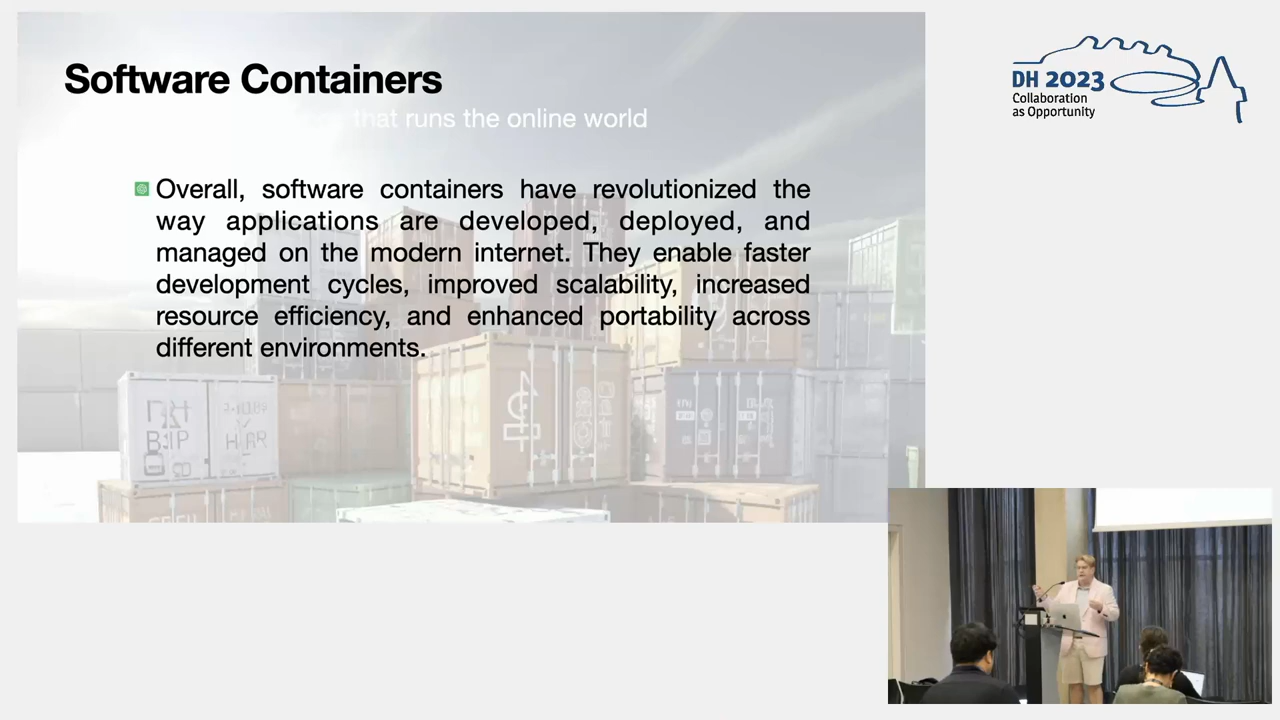 Software Containers
that runs the online world
Overall, software containers have revolutionized the
way applications are developed, deployed, and
managed on the modern internet. They enable faster
development cycles, improved scalability, increased
resource efficiency, and enhanced portability across
different environments.
DH 2023
Collaboration
as Opportunity